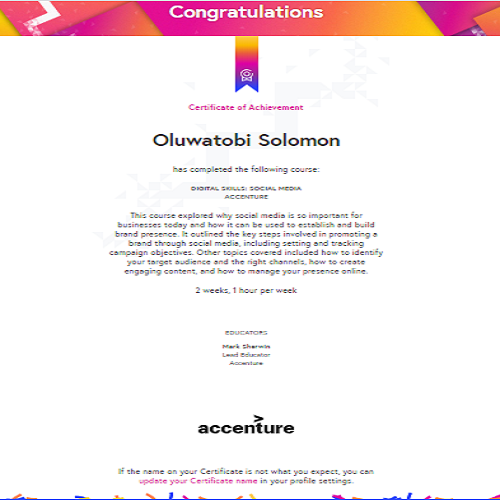 Congratulations
Certificate of Achievement
Oluwatobi Solomon
has completed the following course:
DIGITAL SKILLS: SOCIAL MEDIA
ACCENTURE
This course explored why social media is so important for
businesses today and how it can be used to establish and build
brand presence. It outlined the key steps involved in promoting a
brand through social media, including setting and tracking
campaign objectives. Other topics covered included how to identify
your target audience and the right channels, how to create
engaging content, and how to manage your presence online.
2 weeks, 1 hour per week
EDUCATORS
Mark Sherwin
Lead Educator
Accenture
accenture
If the name on your Certificate is not what you expect, you can
update your Certificate name in your profile settings.